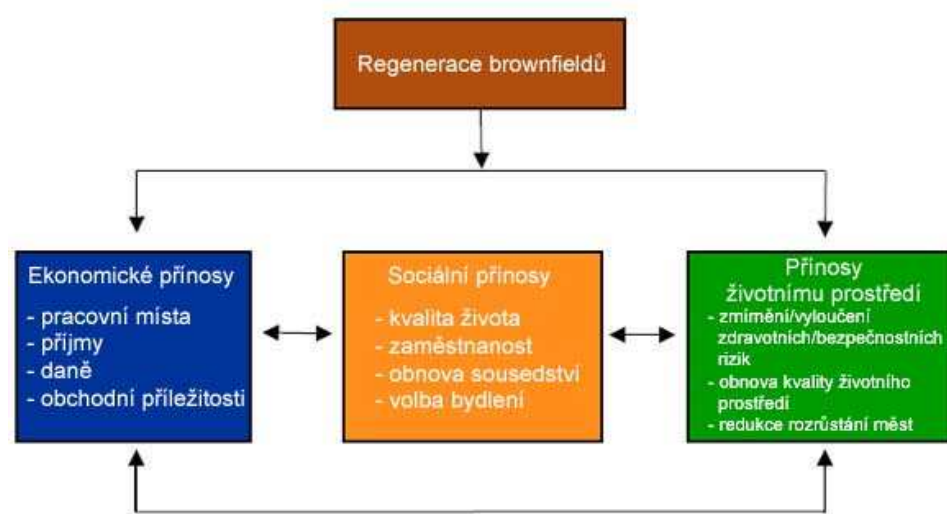 Regenerace brownfieldů
Ekonomické přínosy
- pracovní místa
- příjmy
- daně
- obchodní příležitosti
Sociální přínosy
- kvalita života
- zaměstnanost
- obnova sousedství
- volba bydlení
Přínosy
životnímu prostředí
- zmírnění/vyloučení
zdravotních/bezpečnostních
rizik
- obnova kvality životního
prostředí
- redukce rozrůstání měst